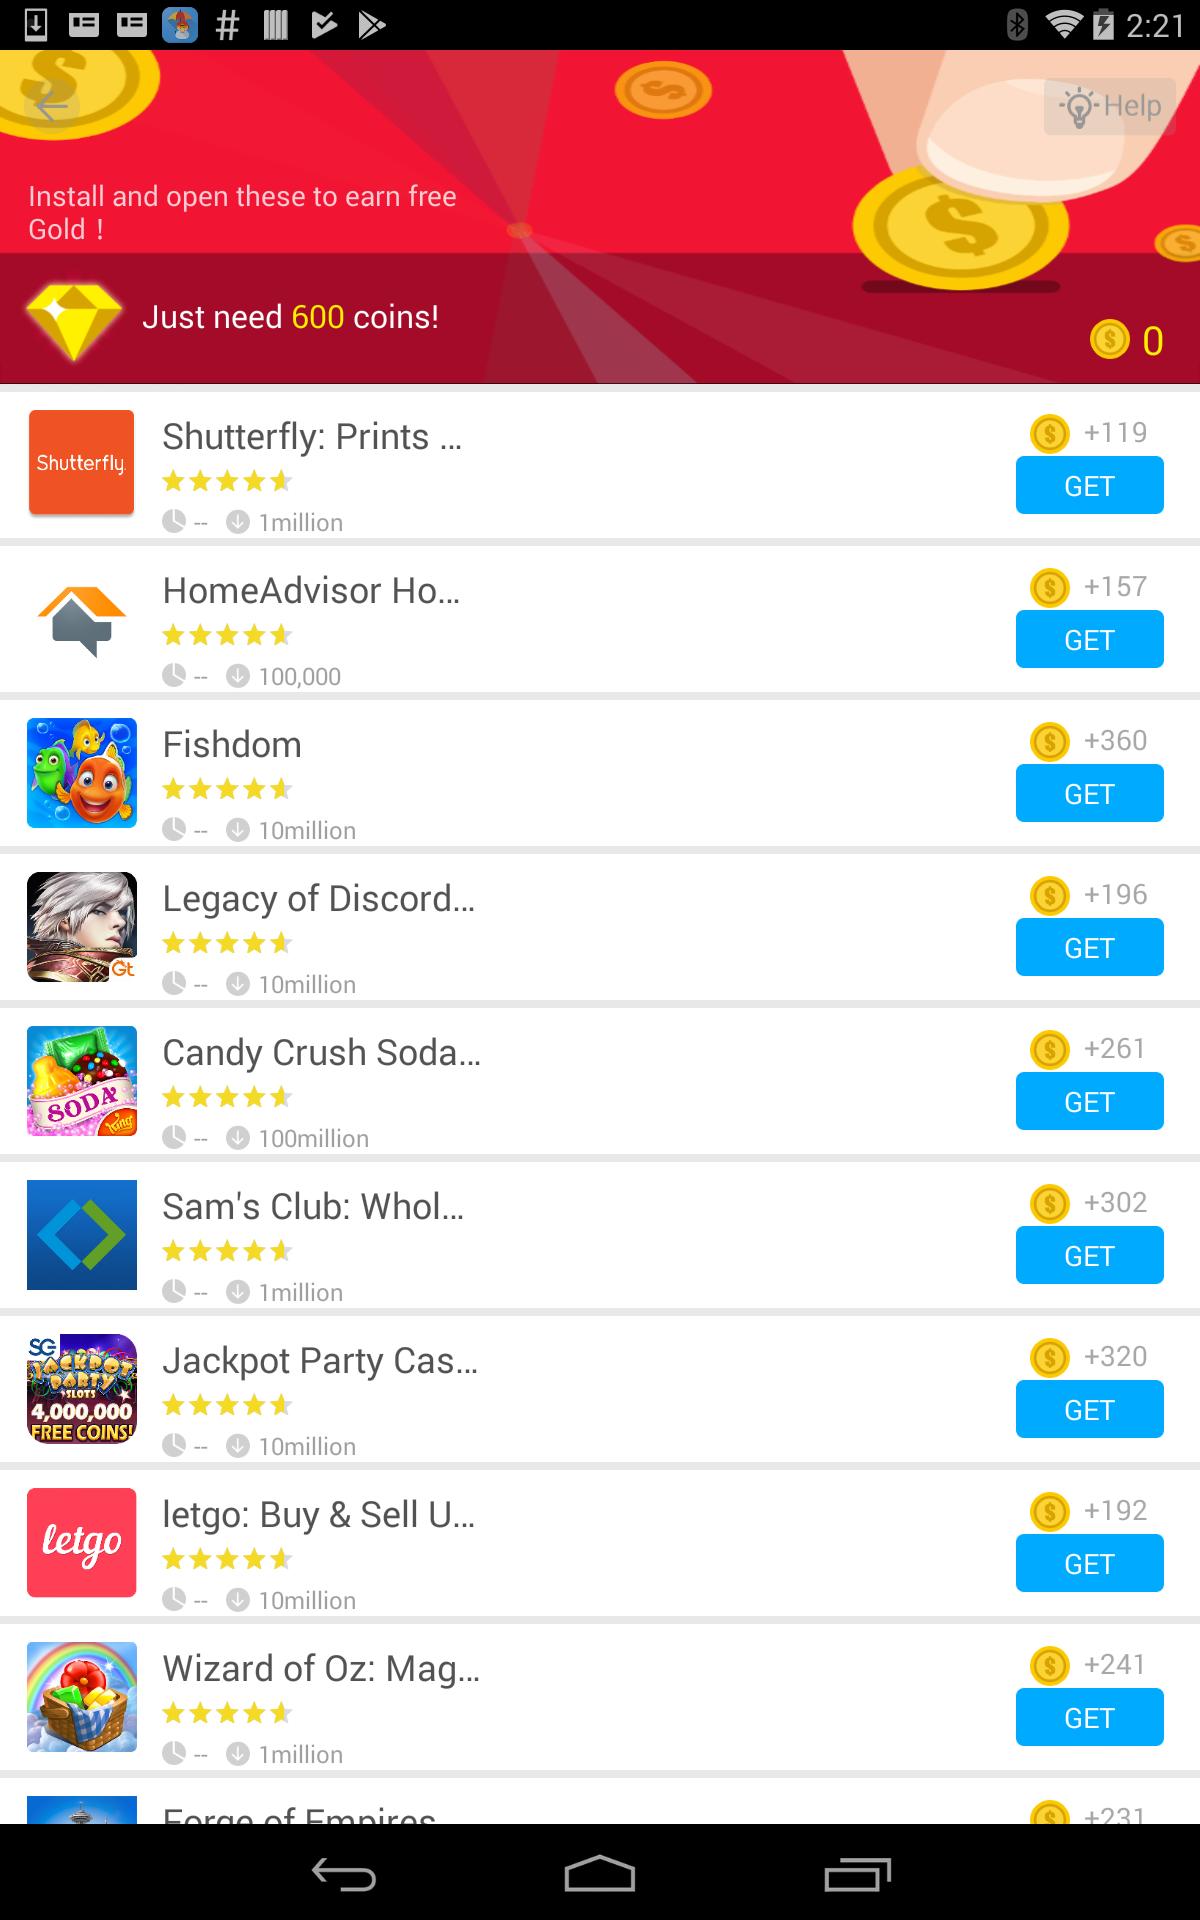 2:21
Help
Install and open these to earn free
Gold !
Just need 600 coins!
0
Shutterfly.
Shutterfly: Prints ...
+119
GET
-- 1million
HomeAdvisor Ho...
+157
GET
-- 100,000
Fishdom
+360
GET
-- 10million
Legacy of Discord...
+196
GET
Gt
-- 10million
Candy Crush Soda...
+261
GET
SODA
King
-- 100million
Sam's Club: Whol...
+302
GET
-- 1million
SG
JACKPOT
PARTY
SLOTS
4,000,000
FREE COINS!
Jackpot Party Cas...
+320
GET
-- 10million
letgo
letgo: Buy & Sell U...
+192
GET
-- 10million
Wizard of Oz: Mag...
+241
GET
-- 1million
Forge of Empires
+231